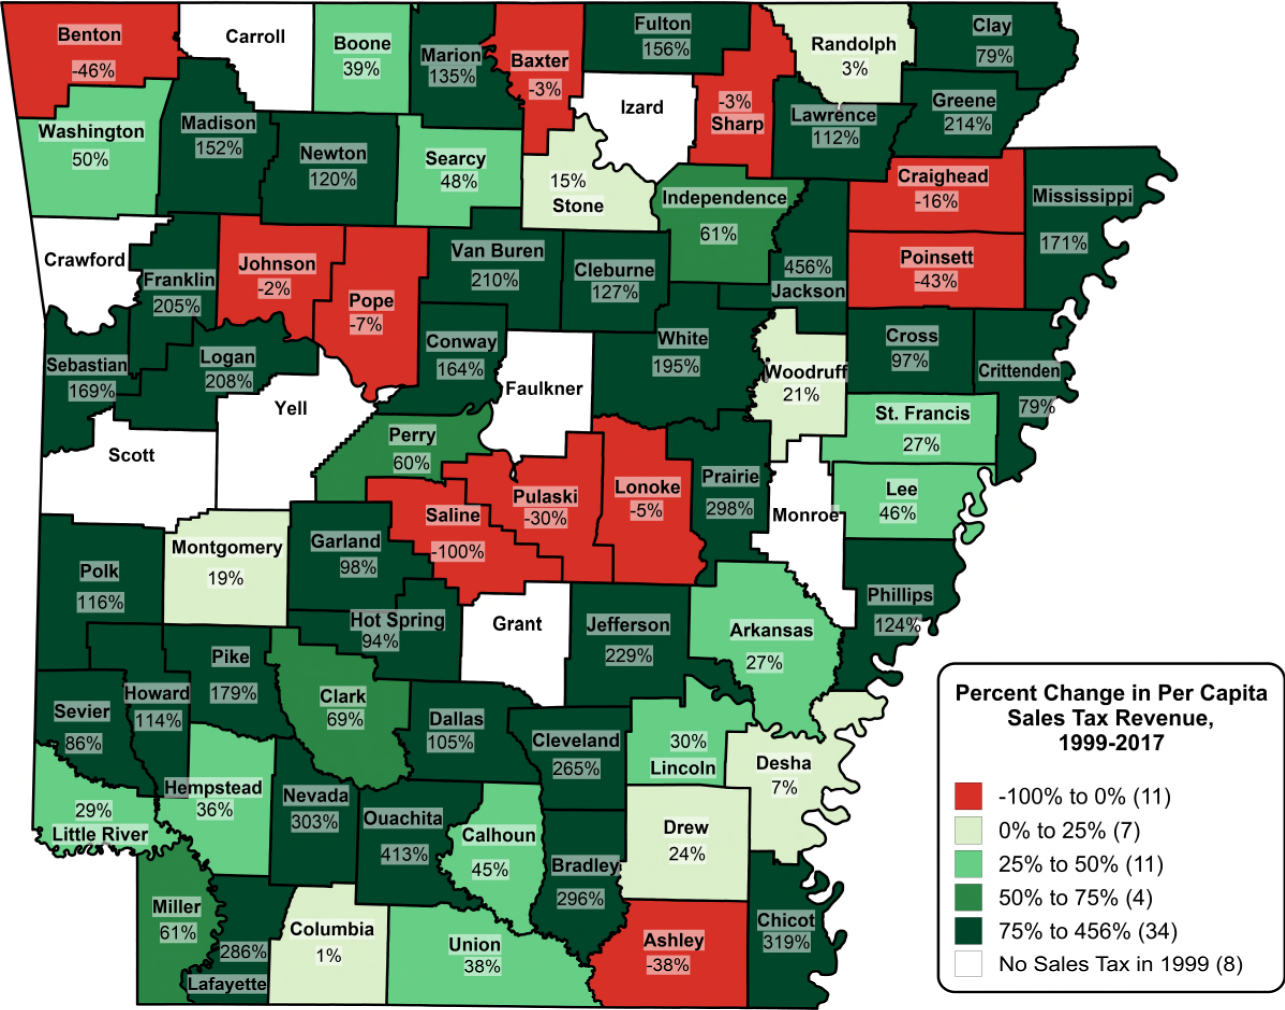 Benton
-46%
Carroll
Boone
39%
Marion
135%
Baxter
-3%
Fulton
156%
Izard
-3%
Sharp
Randolph
3%
Clay
79%
Greene
214%
Lawrence
112%
Washington
50%
Madison
152%
Newton
120%
Searcy
48%
15%
Stone
Independence
61%
456%
Jackson
Craighead
-16%
Poinsett
-43%
Mississippi
171%
Crawford
Franklin
205%
Johnson
-2%
Pope
-7%
Van Buren
210%
Cleburne
127%
White
195%
Woodruff
21%
Cross
97%
Crittenden
79%
Sebastian
169%
Logan
208%
Conway
164%
Faulkner
Yell
St. Francis
27%
Scott
Perry
60%
Saline
-100%
Pulaski
-30%
Lonoke
-5%
Prairie
298%
Monroe
Lee
46%
Polk
116%
Montgomery
19%
Garland
98%
Hot Spring
94%
Grant
Jefferson
229%
Arkansas
27%
Phillips
124%
Pike
179%
Howard
114%
Sevier
86%
Clark
69%
Dallas
105%
Cleveland
265%
30%
Lincoln
Desha
7%
29%
Little River
Hempstead
36%
Nevada
303%
Ouachita
413%
Calhoun
45%
Bradley
296%
Drew
24%
Chicot
319%
Miller
61%
286%
Lafayette
Columbia
1%
Union
38%
Ashley
-38%
Percent Change in Per Capita
Sales Tax Revenue,
1999-2017
-100% to 0% (11)
0% to 25% (7)
25% to 50% (11)
50% to 75% (4)
75% to 456% (34)
No Sales Tax in 1999 (8)